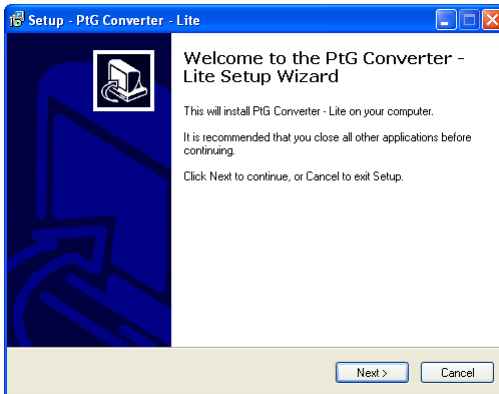 Setup - PtG Converter - Lite
Welcome to the PtG Converter -
Lite Setup Wizard
This will install PtG Converter - Lite on your computer.
It is recommended that you close all other applications before
continuing.
Click Next to continue, or Cancel to exit Setup.
Next >
Cancel